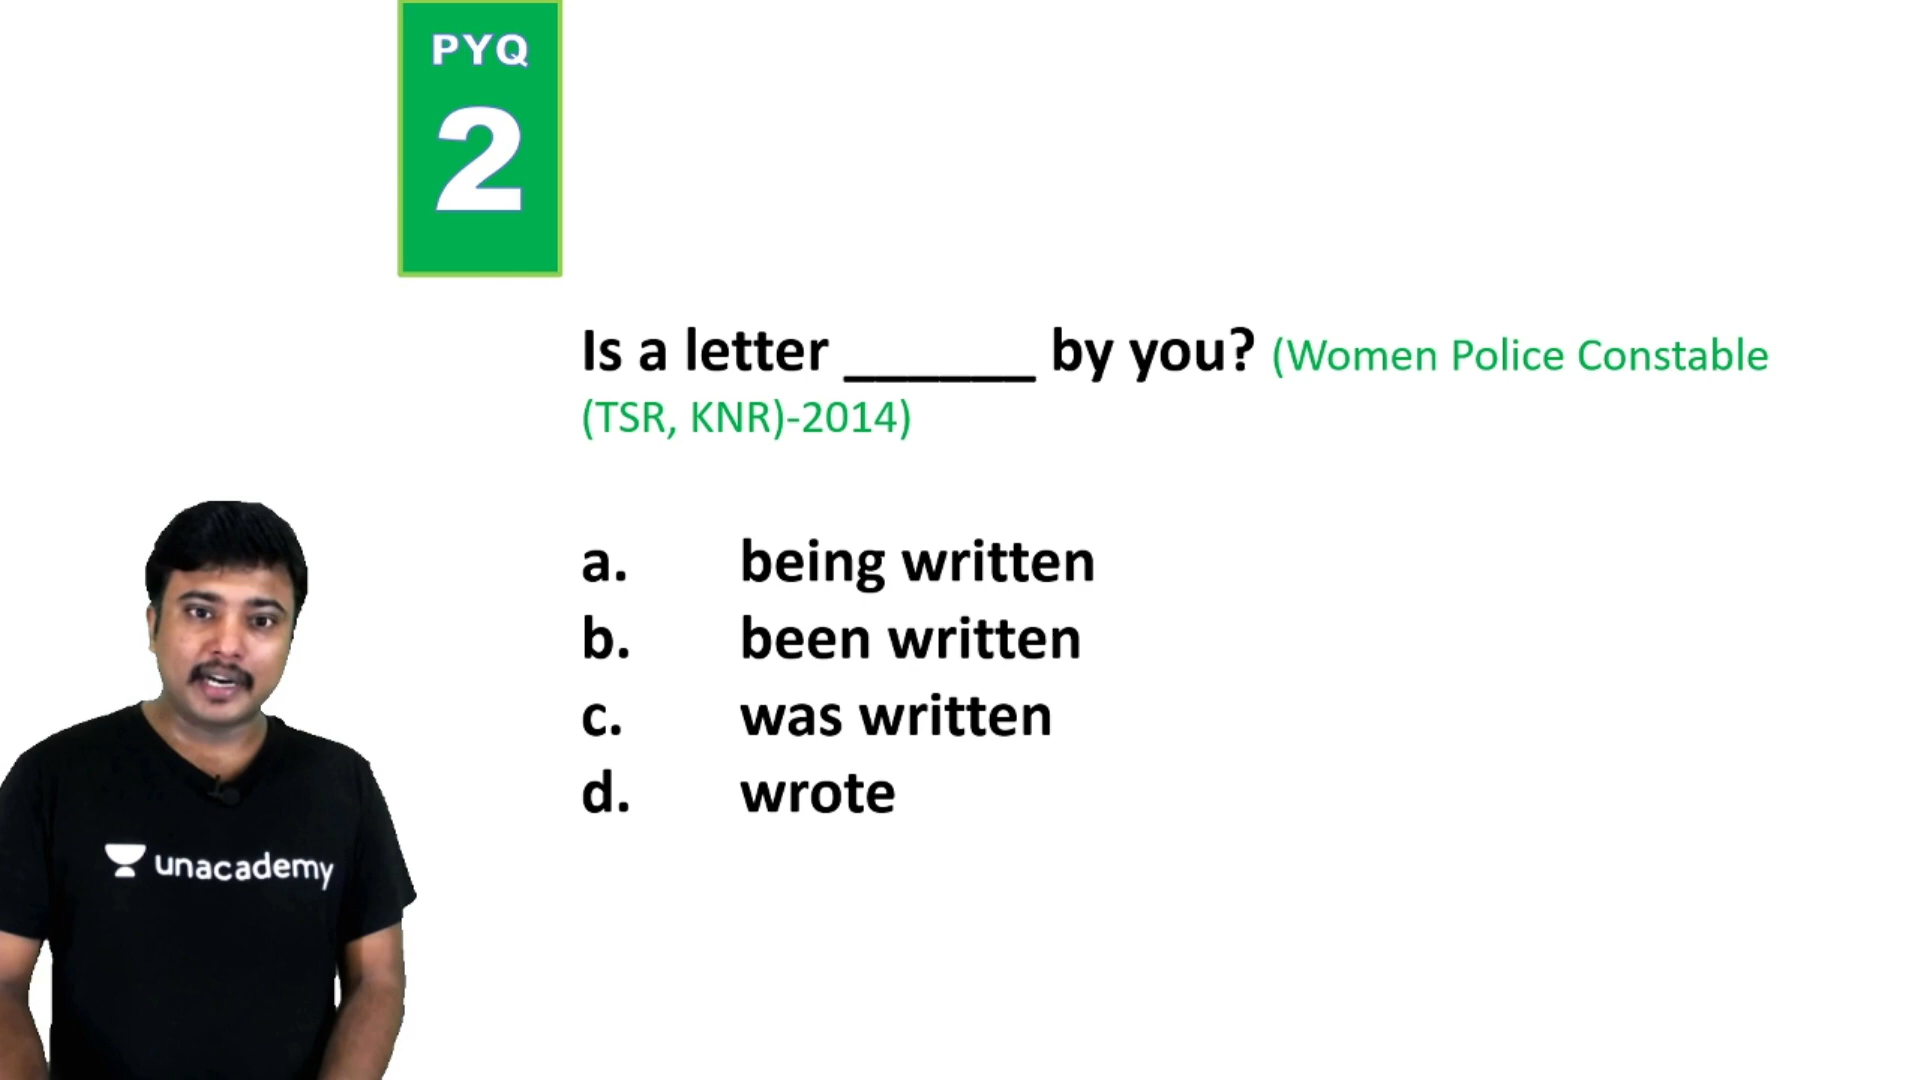 PYQ
2
Is a letter ______ by you? (Women Police Constable
(TSR, KNR)-2014)
a. being written
b. been written
c. was written
d. wrote
unacademy